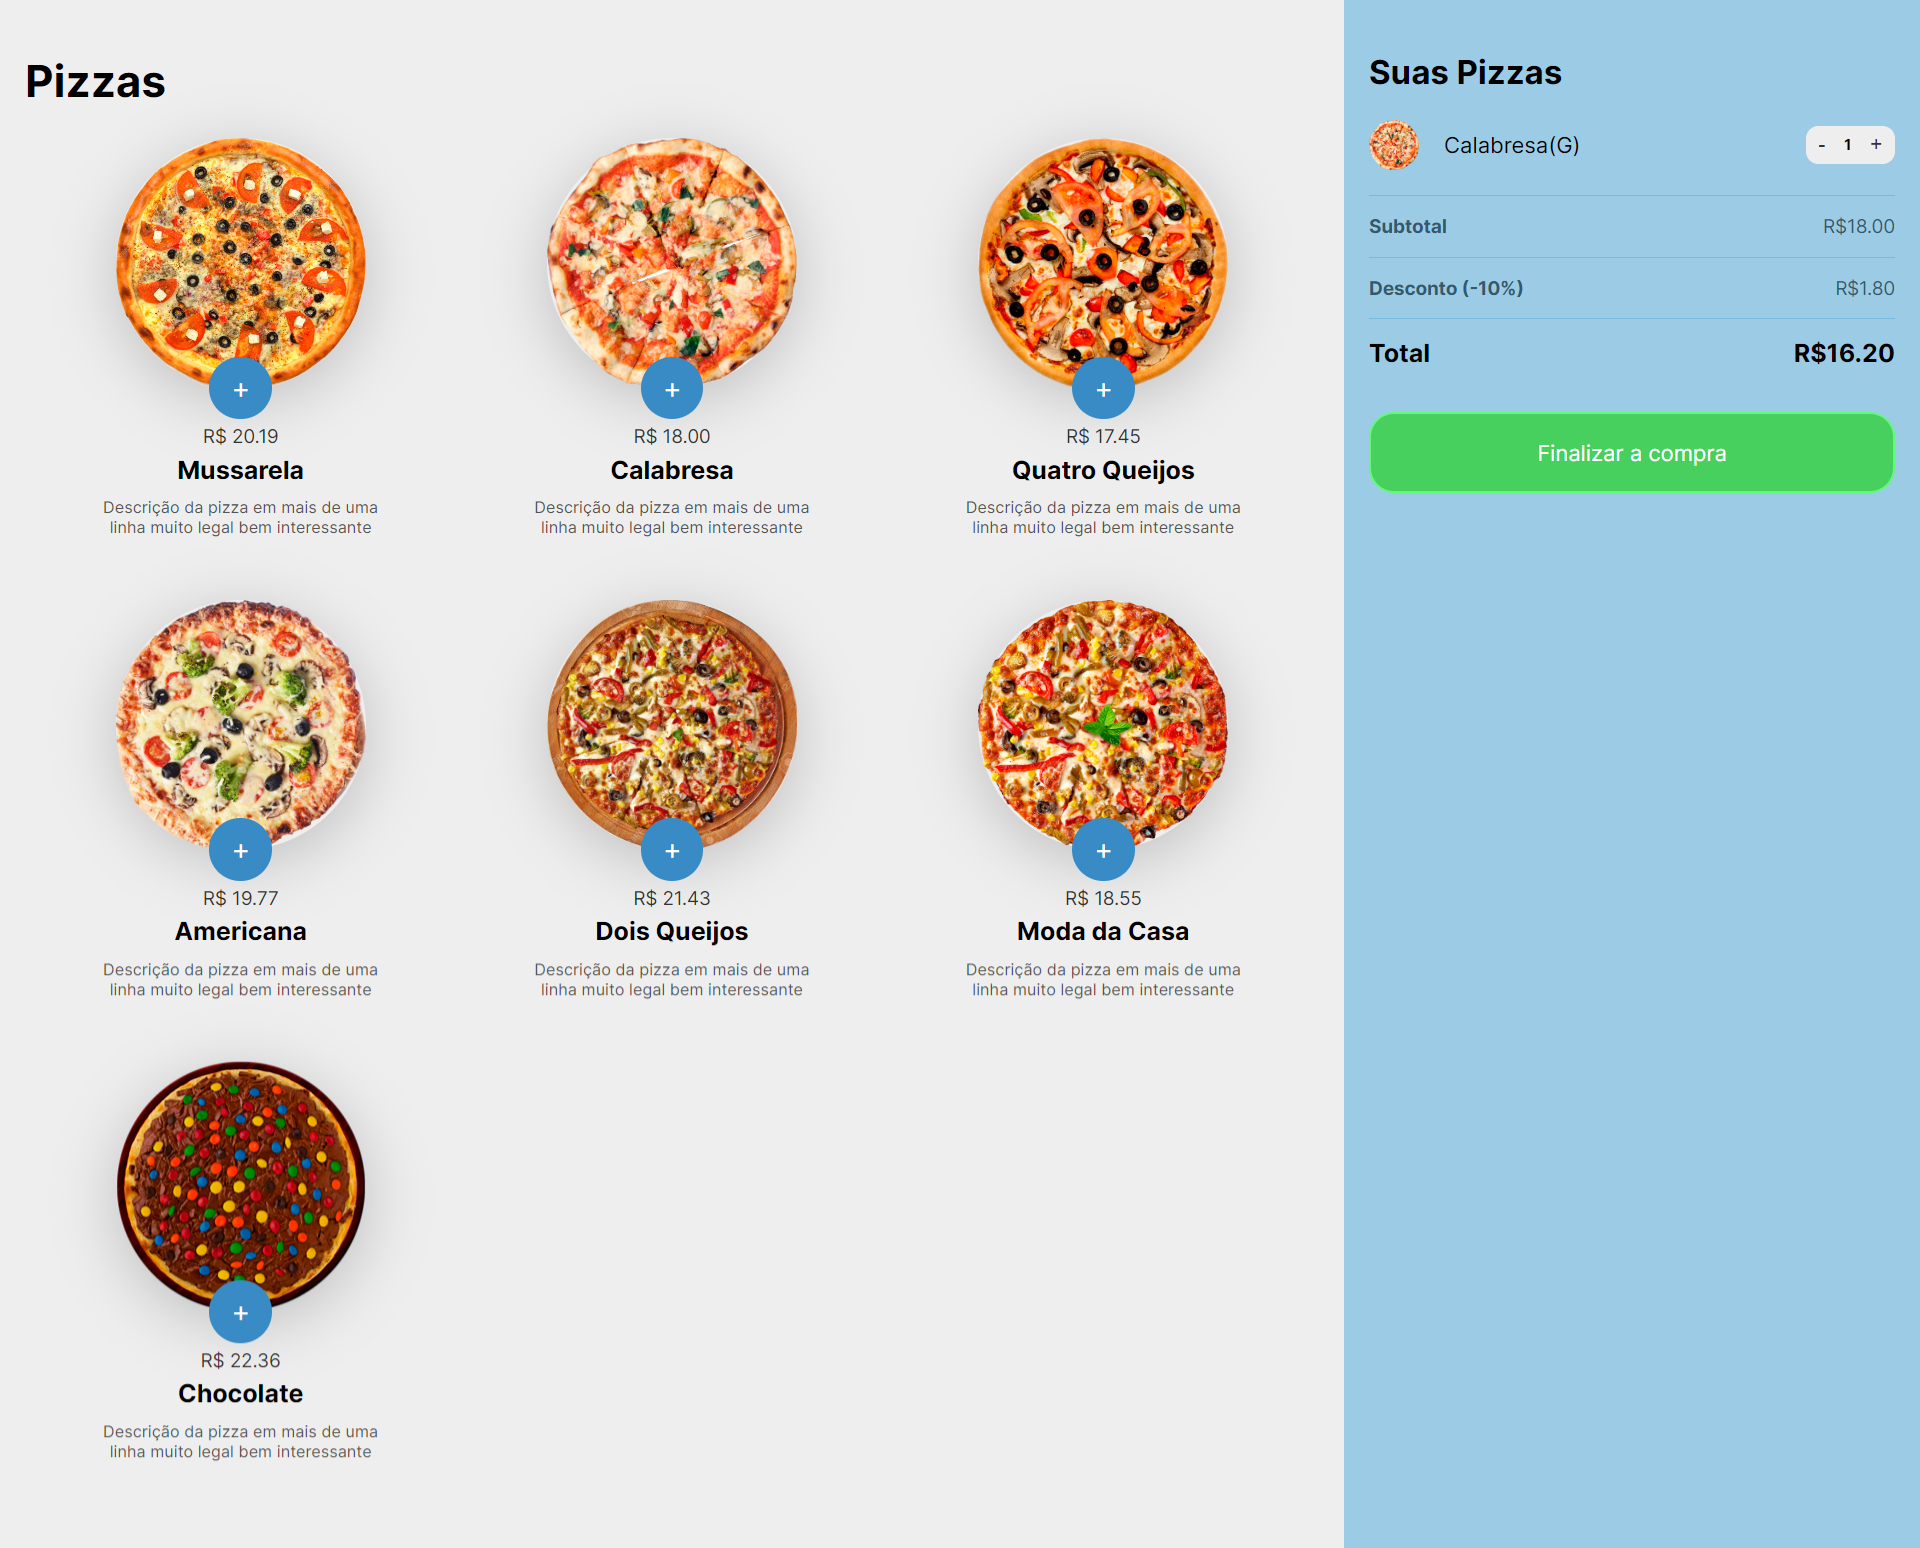 Pizzas
+
R$ 20.19
Mussarela
Descrição da pizza em mais de uma
linha muito legal bem interessante
+
R$ 18.00
Calabresa
Descrição da pizza em mais de uma
linha muito legal bem interessante
+
R$ 17.45
Quatro Queijos
Descrição da pizza em mais de uma
linha muito legal bem interessante
+
R$ 19.77
Americana
Descrição da pizza em mais de uma
linha muito legal bem interessante
+
R$ 21.43
Dois Queijos
Descrição da pizza em mais de uma
linha muito legal bem interessante
+
R$ 18.55
Moda da Casa
Descrição da pizza em mais de uma
linha muito legal bem interessante
+
R$ 22.36
Chocolate
Descrição da pizza em mais de uma
linha muito legal bem interessante
Suas Pizzas
Calabresa(G) - 1 +
Subtotal R$18.00
Desconto (-10%) R$1.80
Total R$16.20
Finalizar a compra